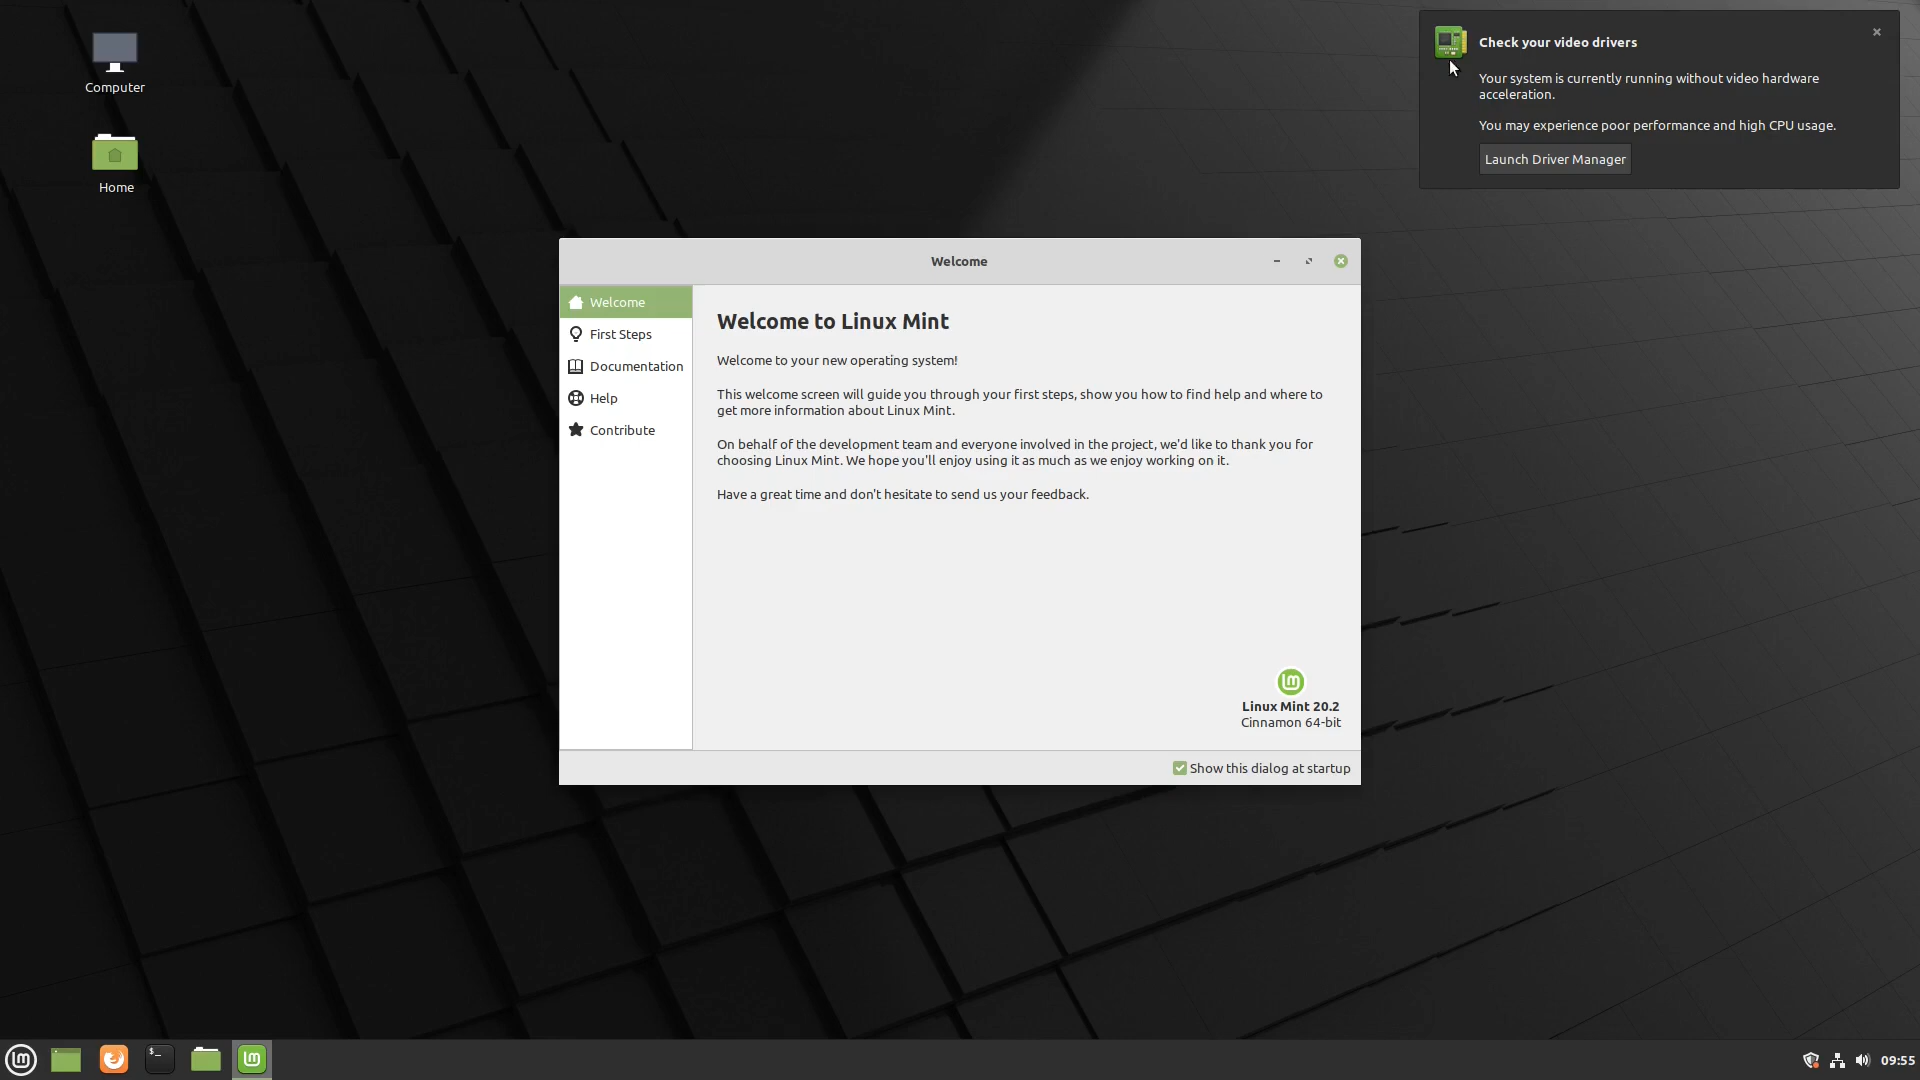 Computer
Home
Check your video drivers
Your system is currently running without video hardware
acceleration.
You may experience poor performance and high CPU usage.
Launch Driver Manager
Welcome
Welcome
First Steps
Documentation
Help
Contribute
Welcome to Linux Mint
Welcome to your new operating system!
This welcome screen will guide you through your first steps, show you how to find help and where to
get more information about Linux Mint.
On behalf of the development team and everyone involved in the project, we'd like to thank you for
choosing Linux Mint. We hope you'll enjoy using it as much as we enjoy working on it.
Have a great time and don't hesitate to send us your feedback.
Linux Mint 20.2
Cinnamon 64-bit
Show this dialog at startup
$_
09:55